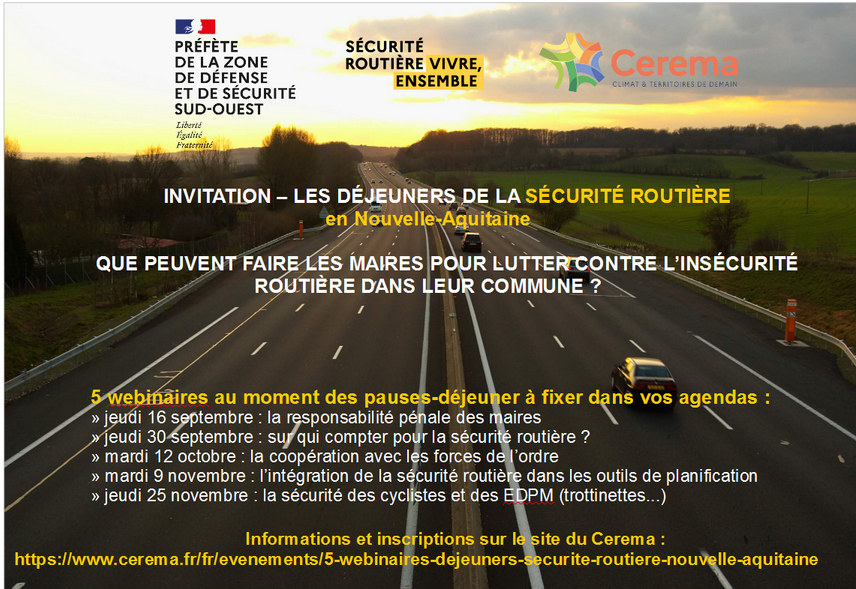 PRÉFÈTE
DE LA ZONE
DE DÉFENSE
ET DE SÉCURITÉ
SUD-OUEST
Liberté
Égalité
Fraternité
SÉCURITÉ
ROUTIÈRE VIVRE,
ENSEMBLE
Cerema
CLIMAT & TERRITOIRES DE DEMAIN
INVITATION – LES DÉJEUNERS DE LA SÉCURITÉ ROUTIÈRE
en Nouvelle-Aquitaine
QUE PEUVENT FAIRE LES MAIRES POUR LUTTER CONTRE L'INSÉCURITÉ
ROUTIÈRE DANS LEUR COMMUNE ?
5 webinaires au moment des pauses-déjeuner à fixer dans vos agendas :
» jeudi 16 septembre : la responsabilité pénale des maires
» jeudi 30 septembre : sur qui compter pour la sécurité routière ?
» mardi 12 octobre : la coopération avec les forces de l'ordre
» mardi 9 novembre : l'intégration de la sécurité routière dans les outils de planification
» jeudi 25 novembre : la sécurité des cyclistes et des EDPM (trottinettes...)
Informations et inscriptions sur le site du Cerema :
https://www.cerema.fr/fr/evenements/5-webinaires-dejeuners-securite-routiere-nouvelle-aquitaine